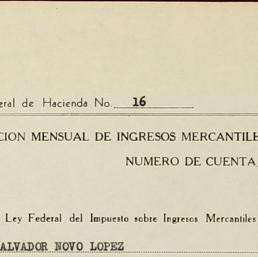 eral de Hacienda No. 16
CION MENSUAL DE INGRESOS MERCANTILE
NUMERO DE CUENTA
Ley Federal del Impuesto sobre Ingresos Mercantiles
ALVADOR NOVO LOPEZ